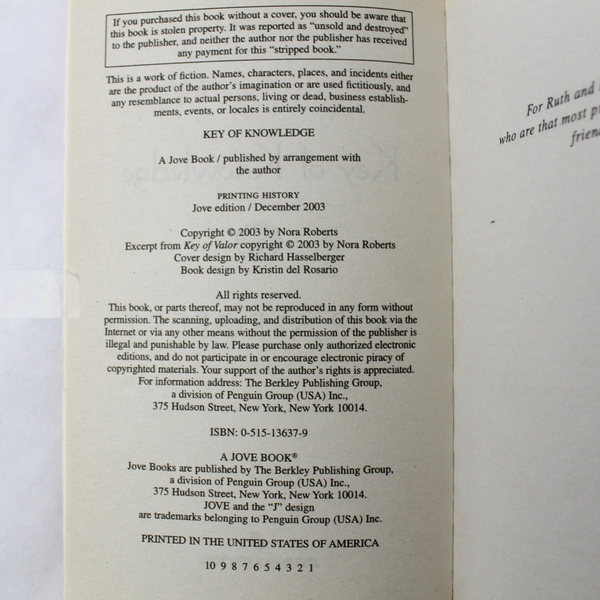 If you purchased this book without a cover, you should be aware that
this book is stolen property. It was reported as “unsold and destroyed”
to the publisher, and neither the author nor the publisher has received
any payment for this “stripped book.”
This is a work of fiction. Names, characters, places, and incidents either
are the product of the author's imagination or are used fictitiously, and
any resemblance to actual persons, living or dead, business establish-
ments, events, or locales is entirely coincidental.
KEY OF KNOWLEDGE
A Jove Book / published by arrangement with
the author
PRINTING HISTORY
Jove edition / December 2003
Copyright © 2003 by Nora Roberts
Excerpt from Key of Valor copyright © 2003 by Nora Roberts
Cover design by Richard Hasselberger
Book design by Kristin del Rosario
All rights reserved.
This book, or parts thereof, may not be reproduced in any form without
permission. The scanning, uploading, and distribution of this book via the
Internet or via any other means without the permission of the publisher is
illegal and punishable by law. Please purchase only authorized electronic
editions, and do not participate in or encourage electronic piracy of
copyrighted materials. Your support of the author's rights is appreciated.
For information address: The Berkley Publishing Group,
a division of Penguin Group (USA) Inc.,
375 Hudson Street, New York, New York 10014.
ISBN: 0-515-13637-9
A JOVE BOOK®
Jove Books are published by The Berkley Publishing Group,
a division of Penguin Group (USA) Inc.,
375 Hudson Street, New York, New York 10014.
JOVE and the “J” design
are trademarks belonging to Penguin Group (USA) Inc.
PRINTED IN THE UNITED STATES OF AMERICA
10 9 8 7 6 5 4 3 2 1
For Ruth and
who are that most